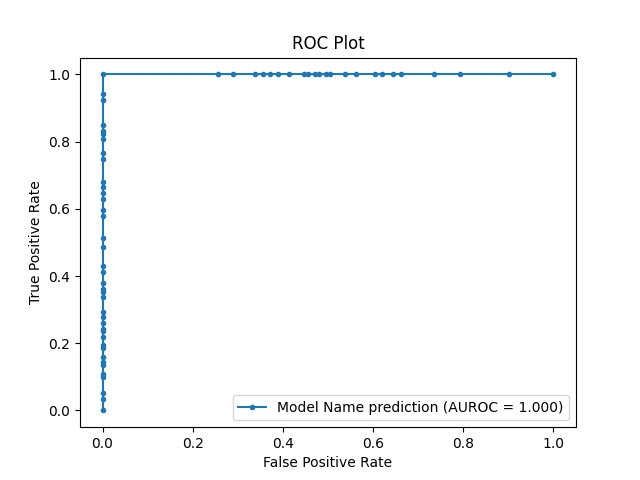 ROC Plot
True Positive Rate
1.0
0.8
0.6
0.4
0.2
0.0
Model Name prediction (AUROC = 1.000)
0.0 0.2 0.4 0.6 0.8 1.0
False Positive Rate